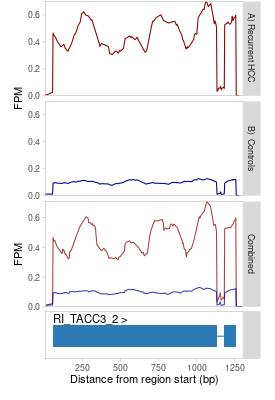 0.6
0.4
0.2
0.0
A) Recurrent HCC
FPM
0.6
0.4
0.2
0.0
B): Controls
0.6
0.4
0.2
0.0
Combined
FPM
RI_TACC3_2 >
250
500
750
1000
1250
Distance from region start (bp)